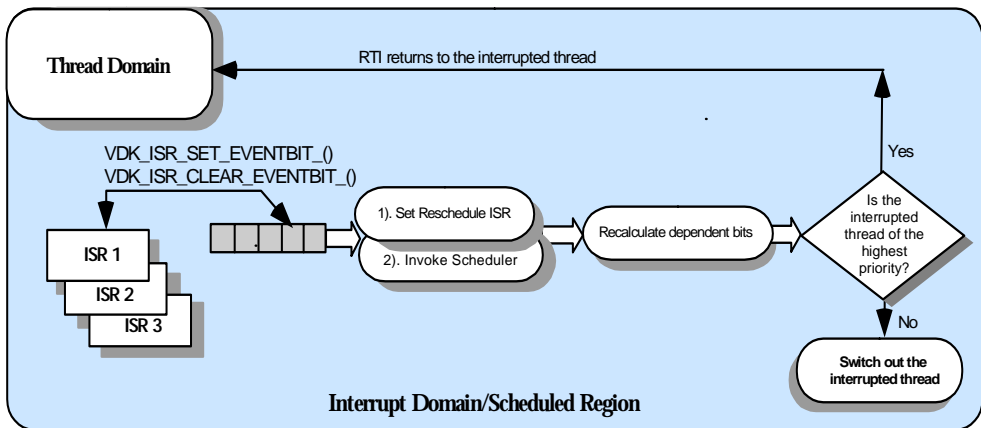 Thread Domain
RTI returns to the interrupted thread
VDK_ISR_SET_EVENTBIT_()
VDK_ISR_CLEAR_EVENTBIT_()
ISR 1
ISR 2
ISR 3
1). Set Reschedule ISR
2). Invoke Scheduler
Recalculate dependent bits
Is the
interrupted
thread of the
highest
priority?
Yes
No
Switch out the
interrupted thread
Interrupt Domain/Scheduled Region